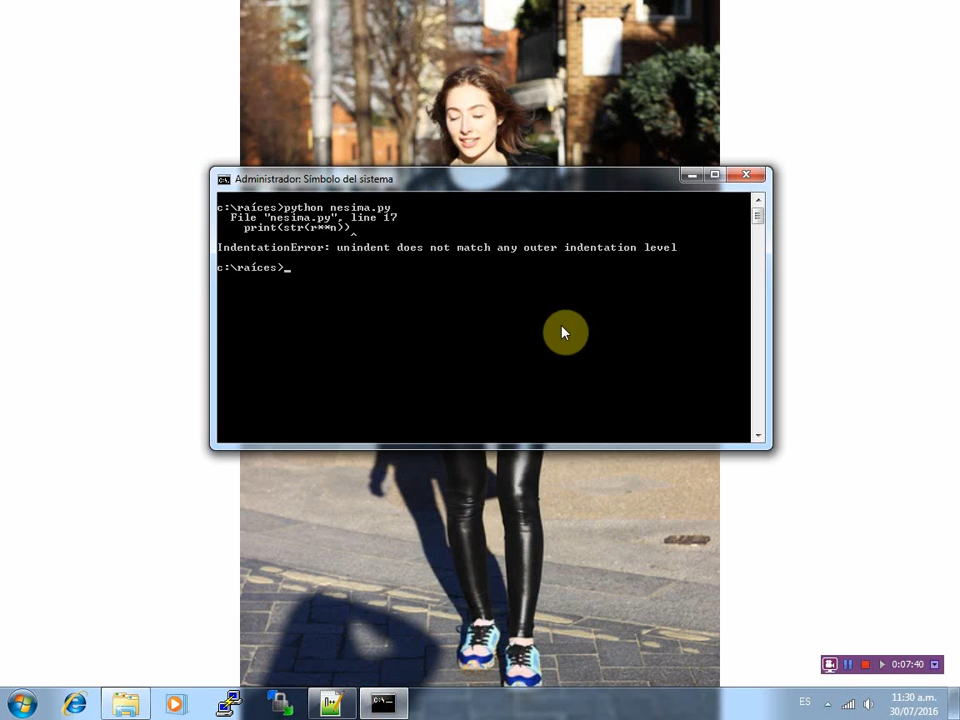 Administrador: Símbolo del sistema
c:\raíces>python nesima.py
File "nesima.py", line 17
print(str(r**n))
^
IndentationError: unindent does not match any outer indentation level
c:\raíces>_
0:07:40
ES
11:30 a.m.
30/07/2016